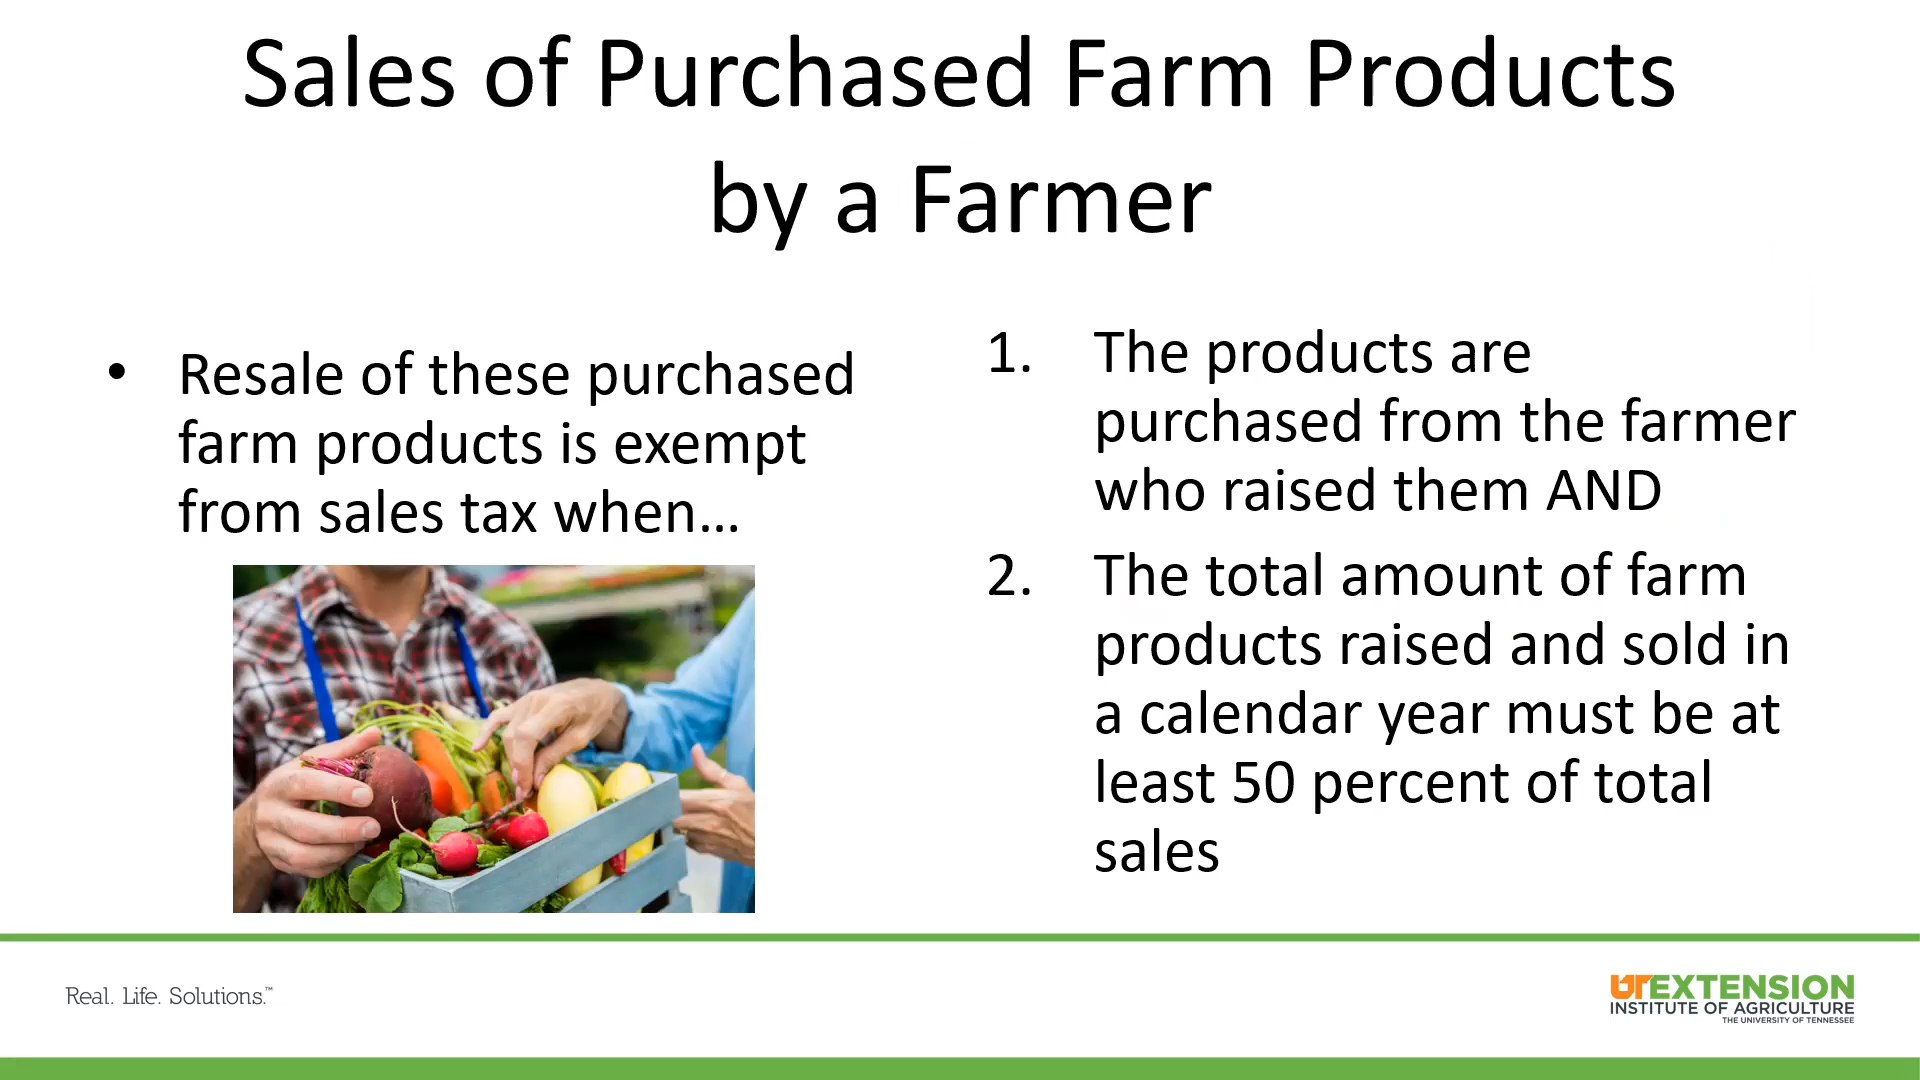 Sales of Purchased Farm Products
by a Farmer
• Resale of these purchased
farm products is exempt
from sales tax when…
1. The products are
purchased from the farmer
who raised them AND
2. The total amount of farm
products raised and sold in
a calendar year must be at
least 50 percent of total
sales
Real. Life. Solutions.™
UTEXTENSION
INSTITUTE OF AGRICULTURE
THE UNIVERSITY OF TENNESSEE